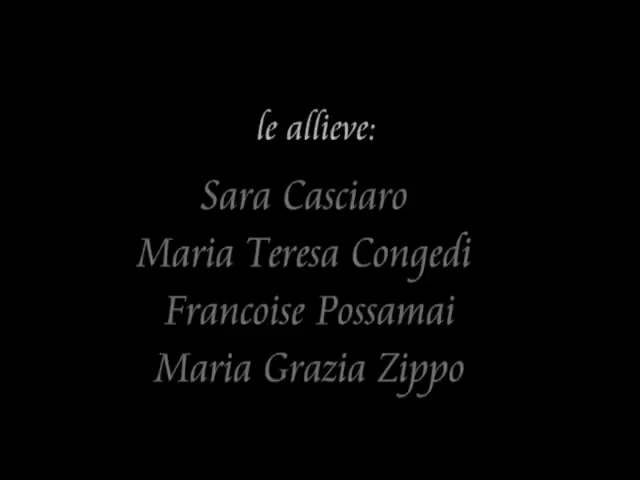 le allieve:
Sara Casciaro
Maria Teresa Congedi
Francoise Possamai
Maria Grazia Zippo